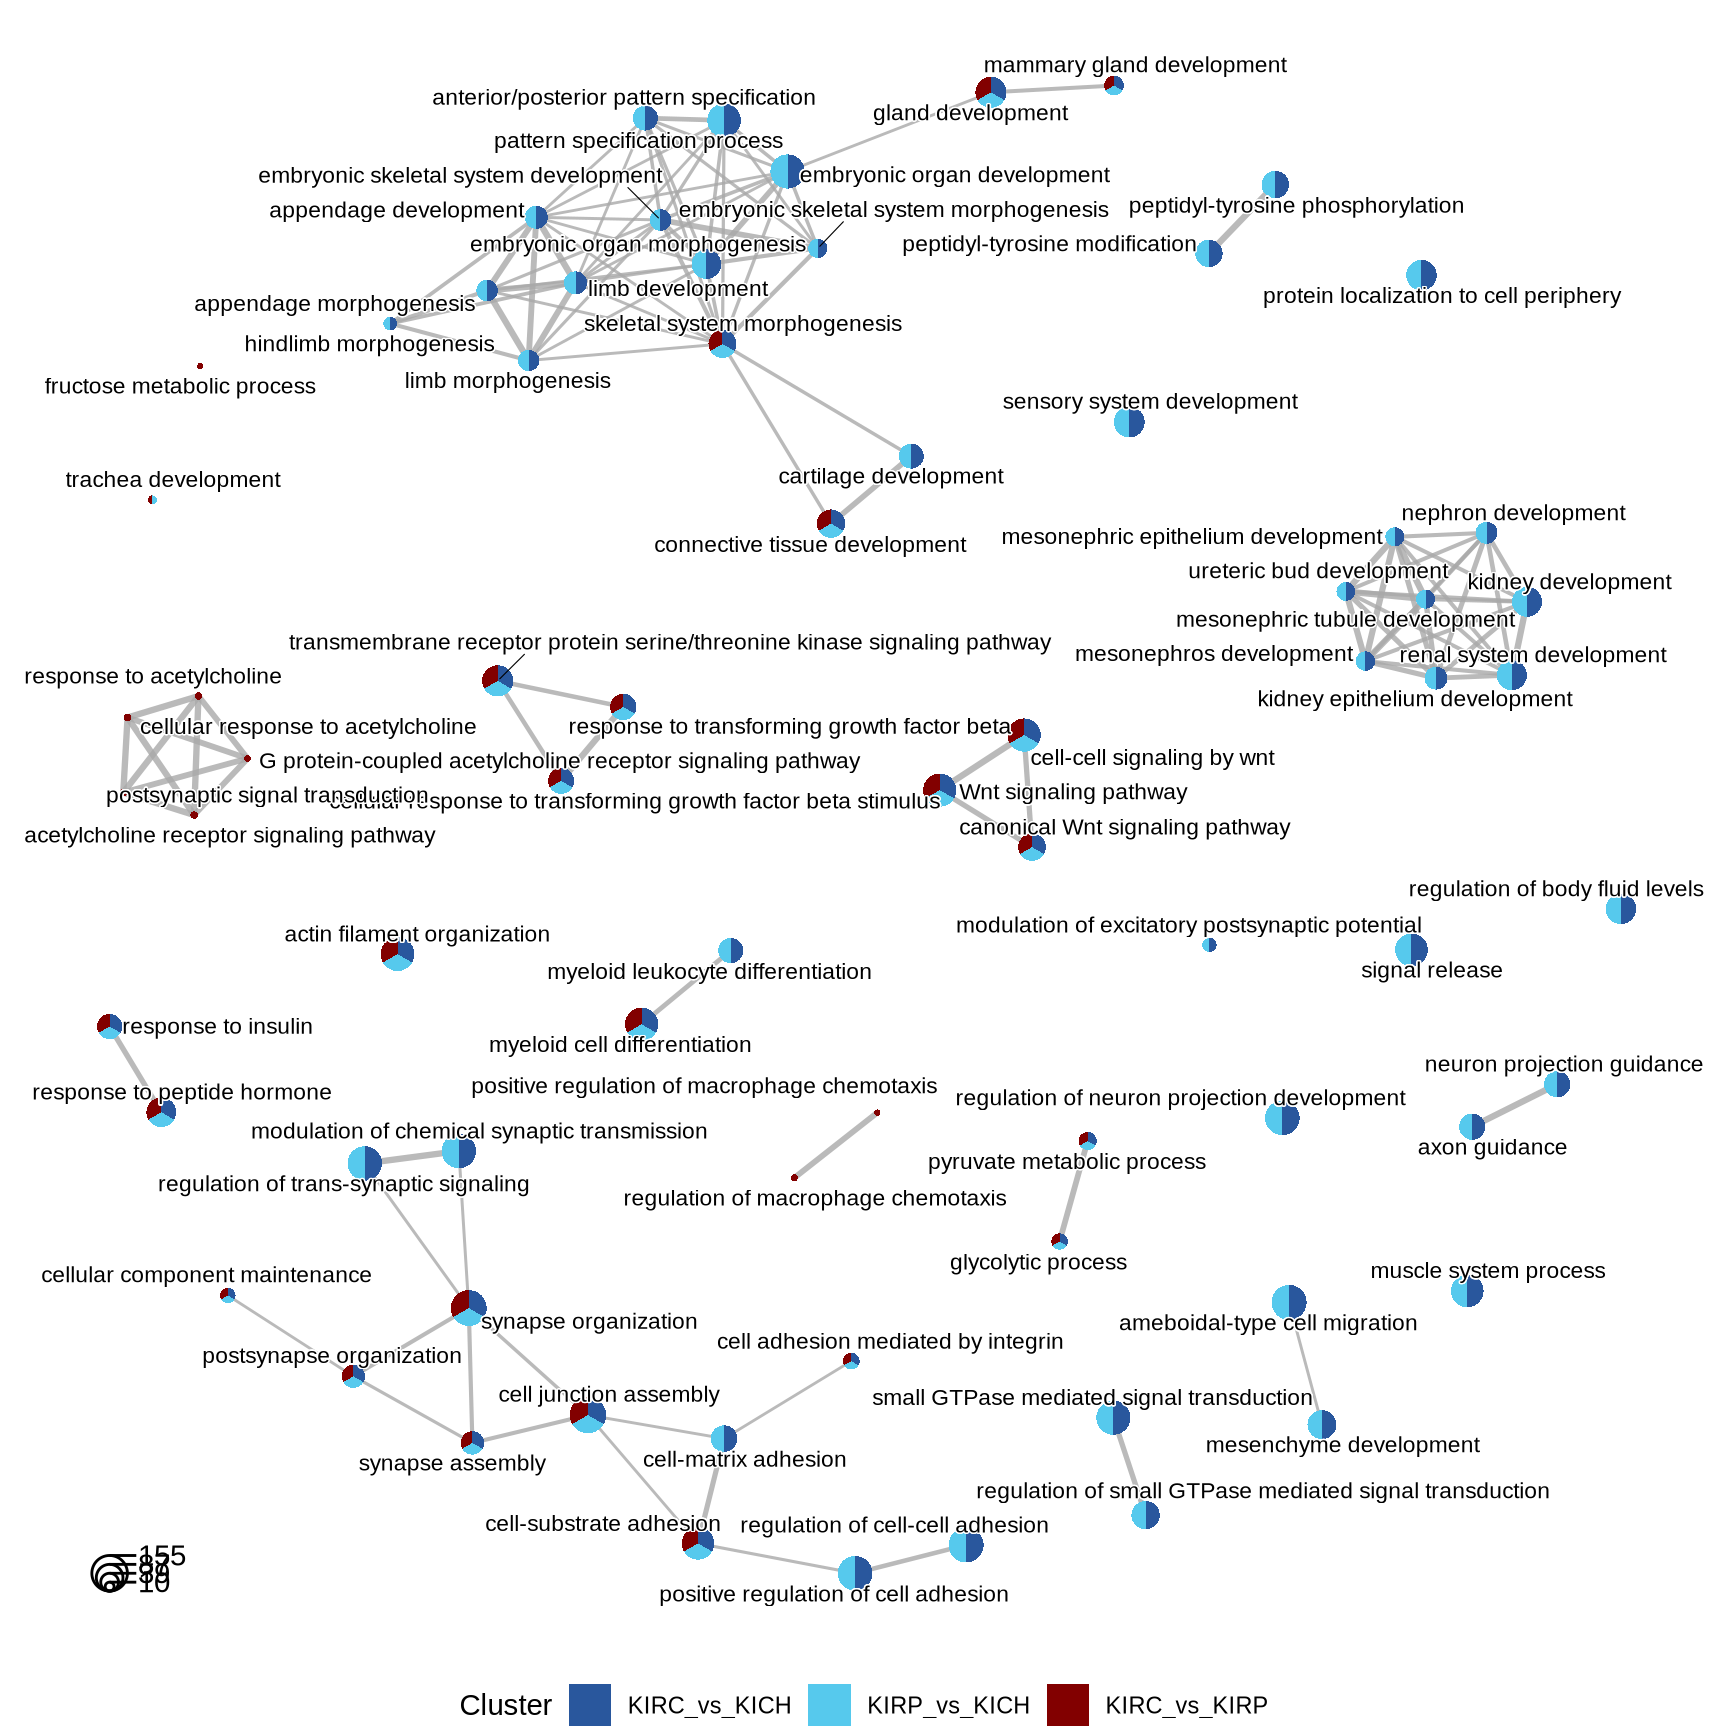 mammary gland development
anterior/posterior pattern specification
gland development
pattern specification process
embryonic skeletal system development
embryonic organ development
appendage development
embryonic skeletal system morphogenesis
peptidyl-tyrosine phosphorylation
embryonic organ morphogenesis
peptidyl-tyrosine modification
limb development
protein localization to cell periphery
appendage morphogenesis
skeletal system morphogenesis
hindlimb morphogenesis
limb morphogenesis
fructose metabolic process
sensory system development
trachea development
cartilage development
connective tissue development
nephron development
mesonephric epithelium development
ureteric bud development
kidney development
mesonephric tubule development
mesonephros development
renal system development
kidney epithelium development
transmembrane receptor protein serine/threonine kinase signaling pathway
response to acetylcholine
cellular response to acetylcholine
response to transforming growth factor beta
G protein-coupled acetylcholine receptor signaling pathway
cell-cell signaling by wnt
postsynaptic signal transduction
cellular response to transforming growth factor beta stimulus
Wnt signaling pathway
acetylcholine receptor signaling pathway
canonical Wnt signaling pathway
regulation of body fluid levels
modulation of excitatory postsynaptic potential
actin filament organization
signal release
myeloid leukocyte differentiation
response to insulin
myeloid cell differentiation
neuron projection guidance
response to peptide hormone
positive regulation of macrophage chemotaxis
regulation of neuron projection development
modulation of chemical synaptic transmission
axon guidance
pyruvate metabolic process
regulation of trans-synaptic signaling
regulation of macrophage chemotaxis
glycolytic process
cellular component maintenance
muscle system process
synapse organization
ameboidal-type cell migration
cell adhesion mediated by integrin
postsynapse organization
cell junction assembly
small GTPase mediated signal transduction
mesenchyme development
synapse assembly
cell-matrix adhesion
regulation of small GTPase mediated signal transduction
cell-substrate adhesion
regulation of cell-cell adhesion
positive regulation of cell adhesion
155
10
Cluster KIRC_vs_KICH KIRP_vs_KICH KIRC_vs_KIRP